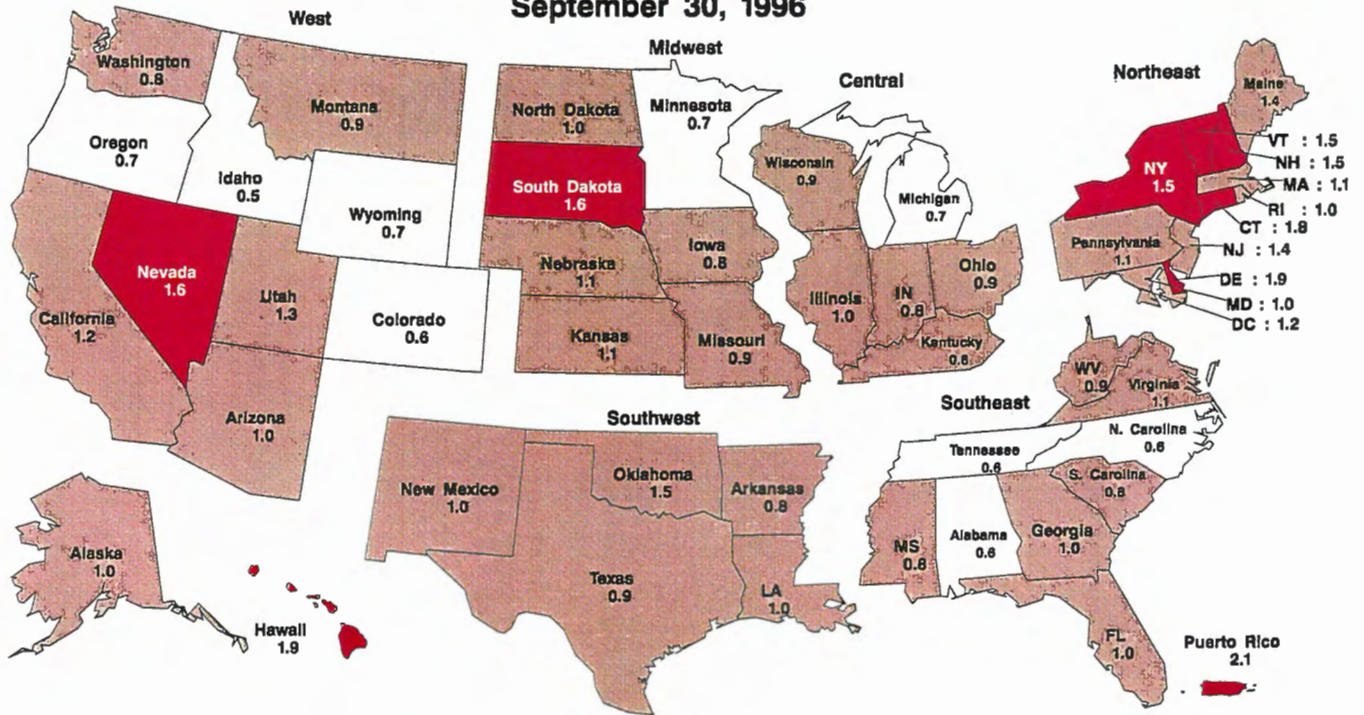 September 30, 1996
West
Midwest
Central
Northeast
Washington
0.8
Montana
0.9
Oregon
0.7
Idaho
0.5
Wyoming
0.7
Nevada
1.6
Utah
1.3
Colorado
0.6
California
1.2
Arizona
1.0
Alaska
1.0
Hawaii
1.9
North Dakota
1.0
Minnesota
0.7
South Dakota
1.6
Nebraska
1.1
Iowa
0.8
Kansas
1.1
Missouri
0.9
Wisconsin
0.9
Michigan
0.7
Illinois
1.0
IN
0.8
Ohio
0.9
Kentucky
0.8
Maine
1.4
NY
1.5
VT : 1.5
NH : 1.5
MA : 1.1
RI : 1.0
CT : 1.8
NJ : 1.4
Pennsylvania
1.1
DE : 1.9
MD : 1.0
DC : 1.2
Southwest
New Mexico
1.0
Oklahoma
1.5
Arkansas
0.8
Texas
0.9
LA
1.0
Southeast
WV
0.9
Virginia
1.1
N. Carolina
0.6
Tennessee
0.6
S. Carolina
0.8
MS
0.8
Alabama
0.6
Georgia
1.0
FL
1.0
Puerto Rico
2.1